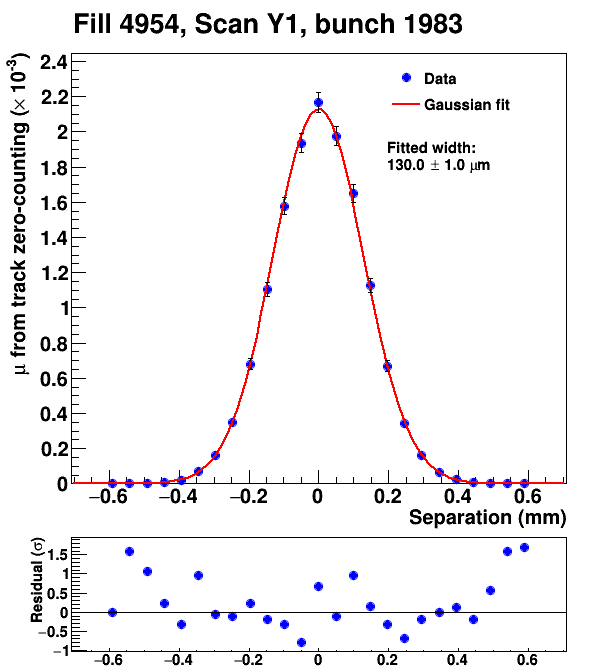 Fill 4954, Scan Y1, bunch 1983
μ from track zero-counting (× 10⁻³)
2.4
2.2
2
1.8
1.6
1.4
1.2
1
0.8
0.6
0.4
0.2
0
Data
Gaussian fit
Fitted width:
130.0 ± 1.0 μm
−0.6 −0.4 −0.2 0 0.2 0.4 0.6
Separation (mm)
Residual (σ)
1.5
1
0.5
0
−0.5
−1
−0.6 −0.4 −0.2 0 0.2 0.4 0.6